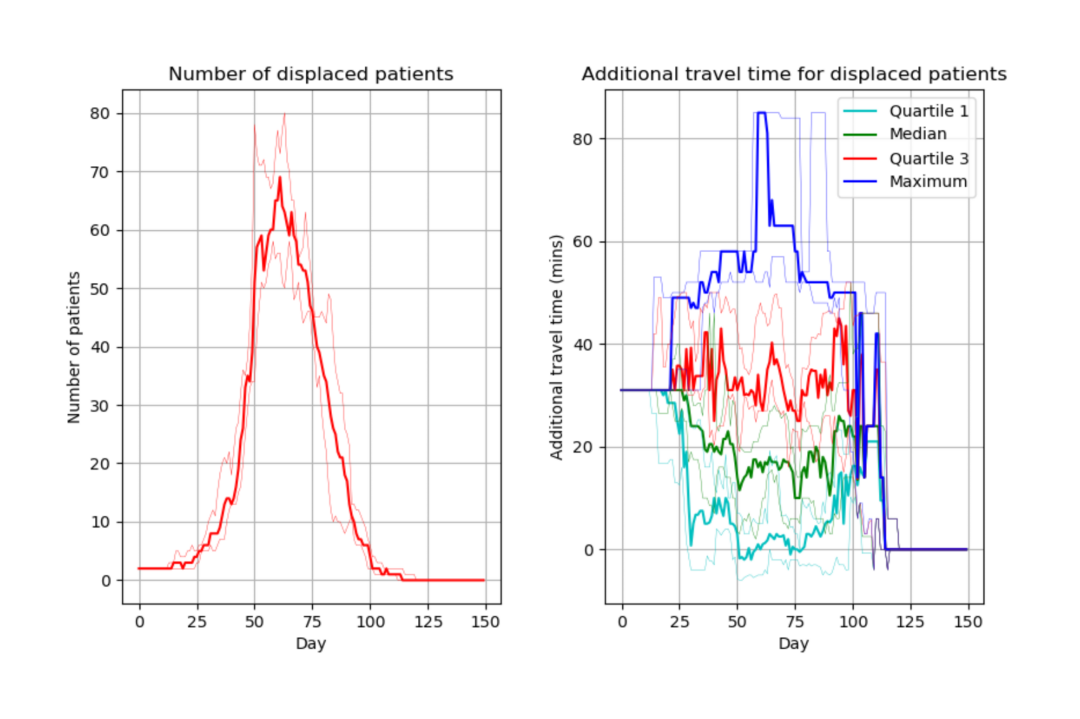 Number of displaced patients
Number of patients
80
70
60
50
40
30
20
10
0
0 25 50 75 100 125 150
Day
Additional travel time for displaced patients
Additional travel time (mins)
80
60
40
20
0
0 25 50 75 100 125 150
Day
Quartile 1
Median
Quartile 3
Maximum